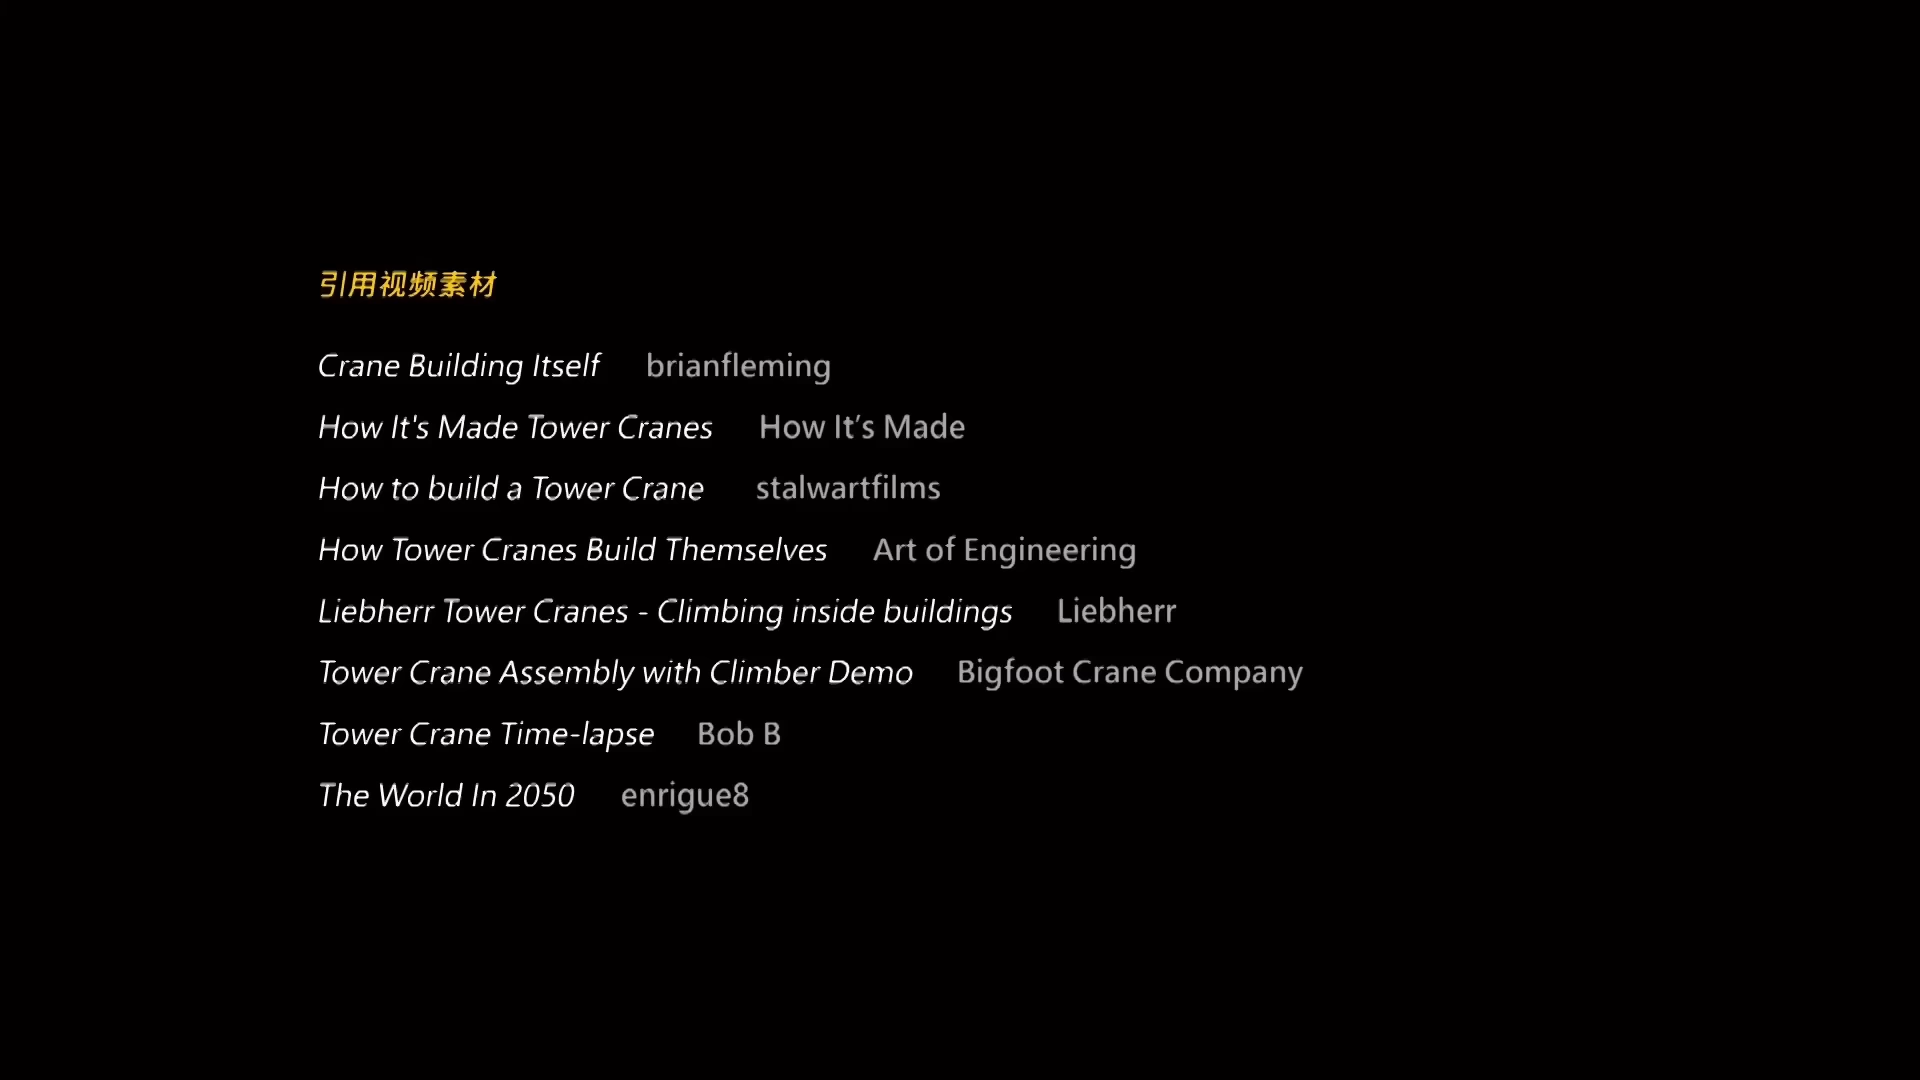 引用视频素材
Crane Building Itself brianfleming
How It's Made Tower Cranes How It’s Made
How to build a Tower Crane stalwartfilms
How Tower Cranes Build Themselves Art of Engineering
Liebherr Tower Cranes - Climbing inside buildings Liebherr
Tower Crane Assembly with Climber Demo Bigfoot Crane Company
Tower Crane Time-lapse Bob B
The World In 2050 enrigue8